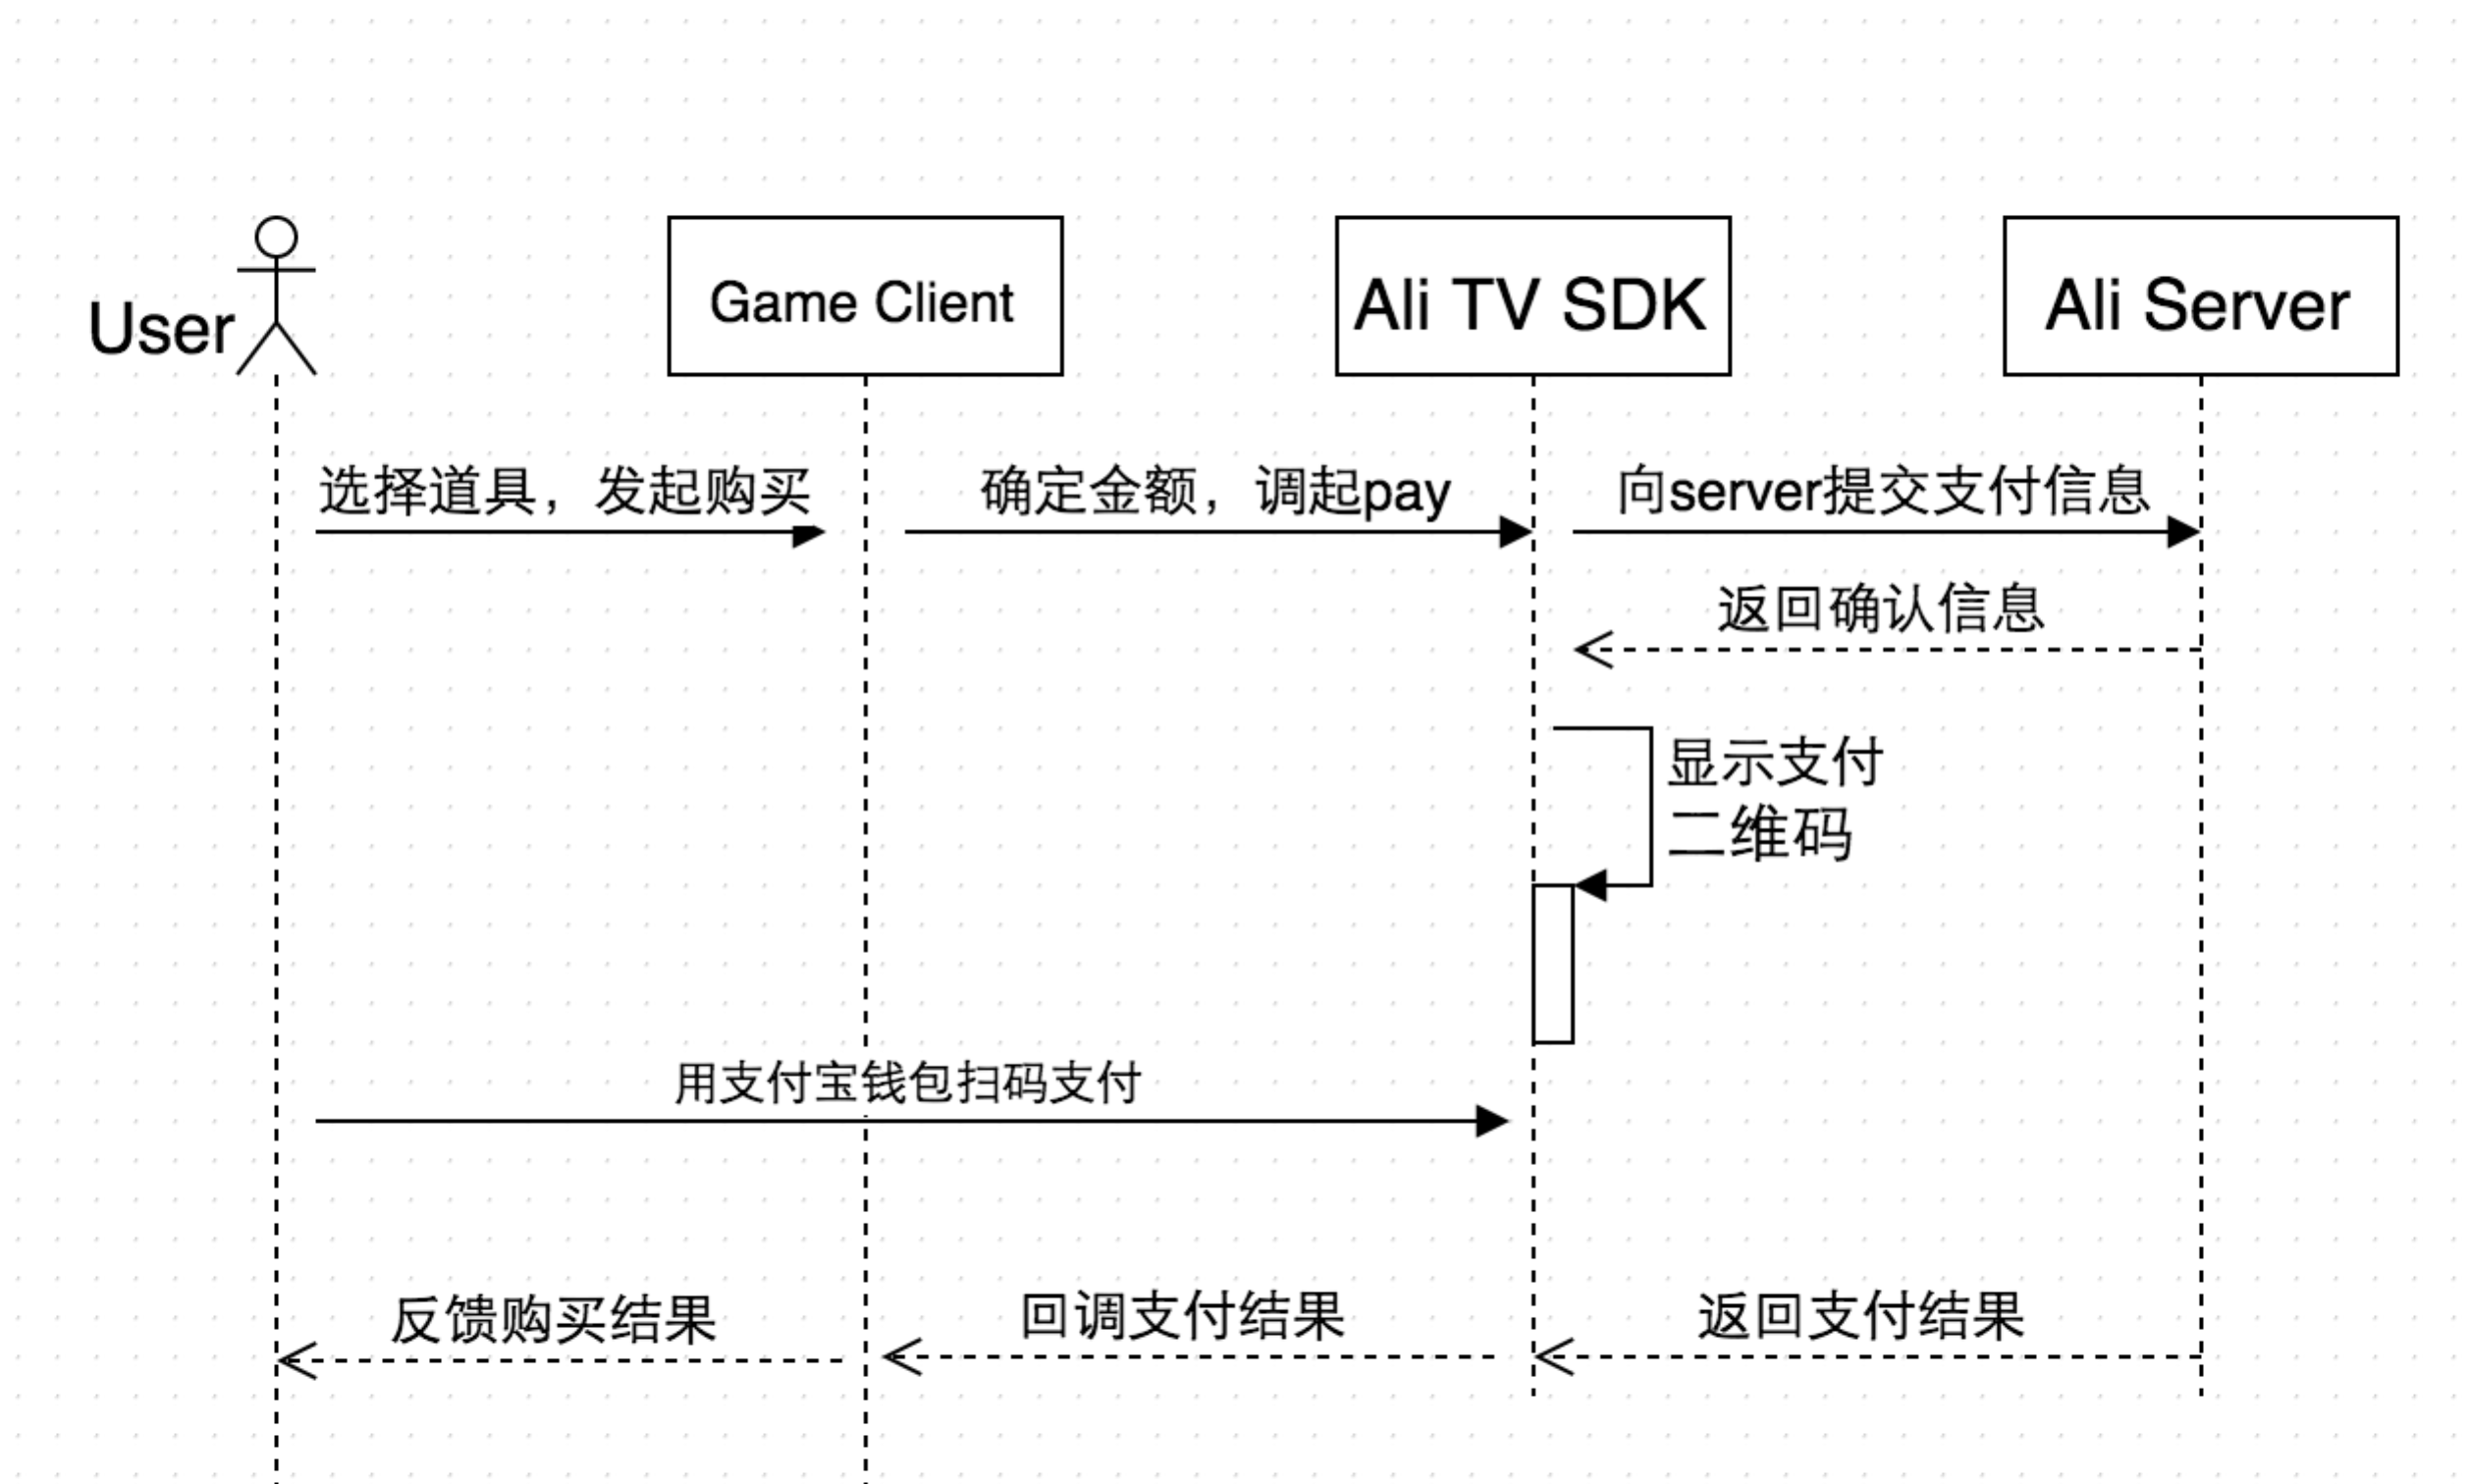 User
Game Client
Ali TV SDK
Ali Server
选择道具，发起购买
确定金额，调起pay
向server提交支付信息
返回确认信息
显示支付
二维码
用支付宝钱包扫码支付
反馈购买结果
回调支付结果
返回支付结果